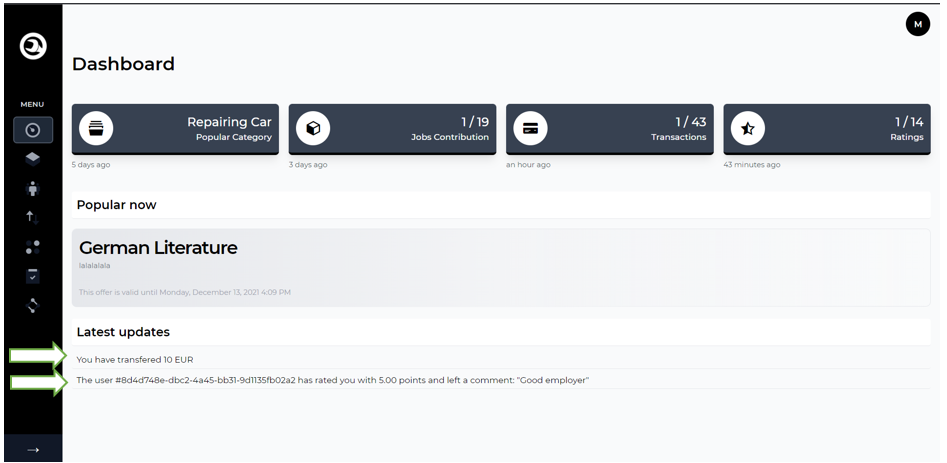 M
Dashboard
MENU
Repairing Car
Popular Category
5 days ago
1 / 19
Jobs Contribution
3 days ago
1 / 43
Transactions
an hour ago
1 / 14
Ratings
43 minutes ago
Popular now
German Literature
lalalalala
This offer is valid until Monday, December 13, 2021 4:09 PM
Latest updates
You have transfered 10 EUR
The user #8d4d748e-dbc2-4a45-bb31-9d1135fb02a2 has rated you with 5.00 points and left a comment: "Good employer"